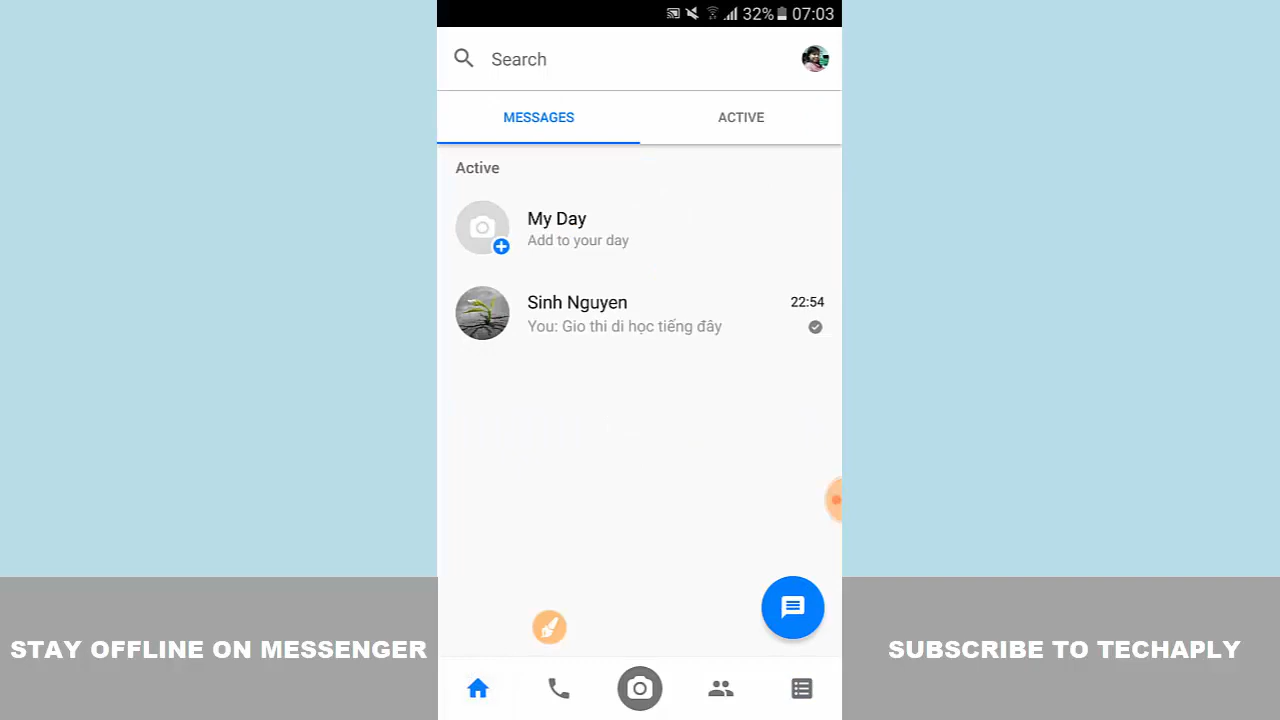 32% 07:03
Search
MESSAGES ACTIVE
Active
My Day
Add to your day
Sinh Nguyen 22:54
You: Gio thi di học tiếng đây
STAY OFFLINE ON MESSENGER
SUBSCRIBE TO TECHAPLY